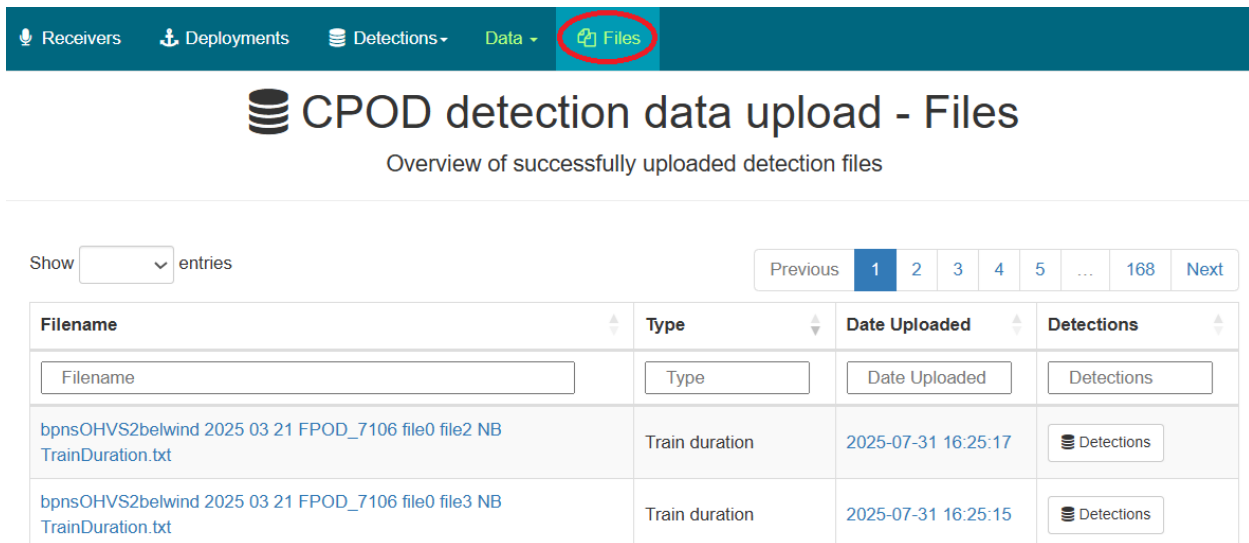 Receivers Deployments Detections Data Files
CPOD detection data upload - Files
Overview of successfully uploaded detection files
Show entries
Previous 1 2 3 4 5 ... 168 Next
Filename Type Date Uploaded Detections
Filename Type Date Uploaded Detections
bpnsOHVS2belwind 2025 03 21 FPOD_7106 file0 file2 NB
TrainDuration.txt
Train duration 2025-07-31 16:25:17 Detections
bpnsOHVS2belwind 2025 03 21 FPOD_7106 file0 file3 NB
TrainDuration.txt
Train duration 2025-07-31 16:25:15 Detections